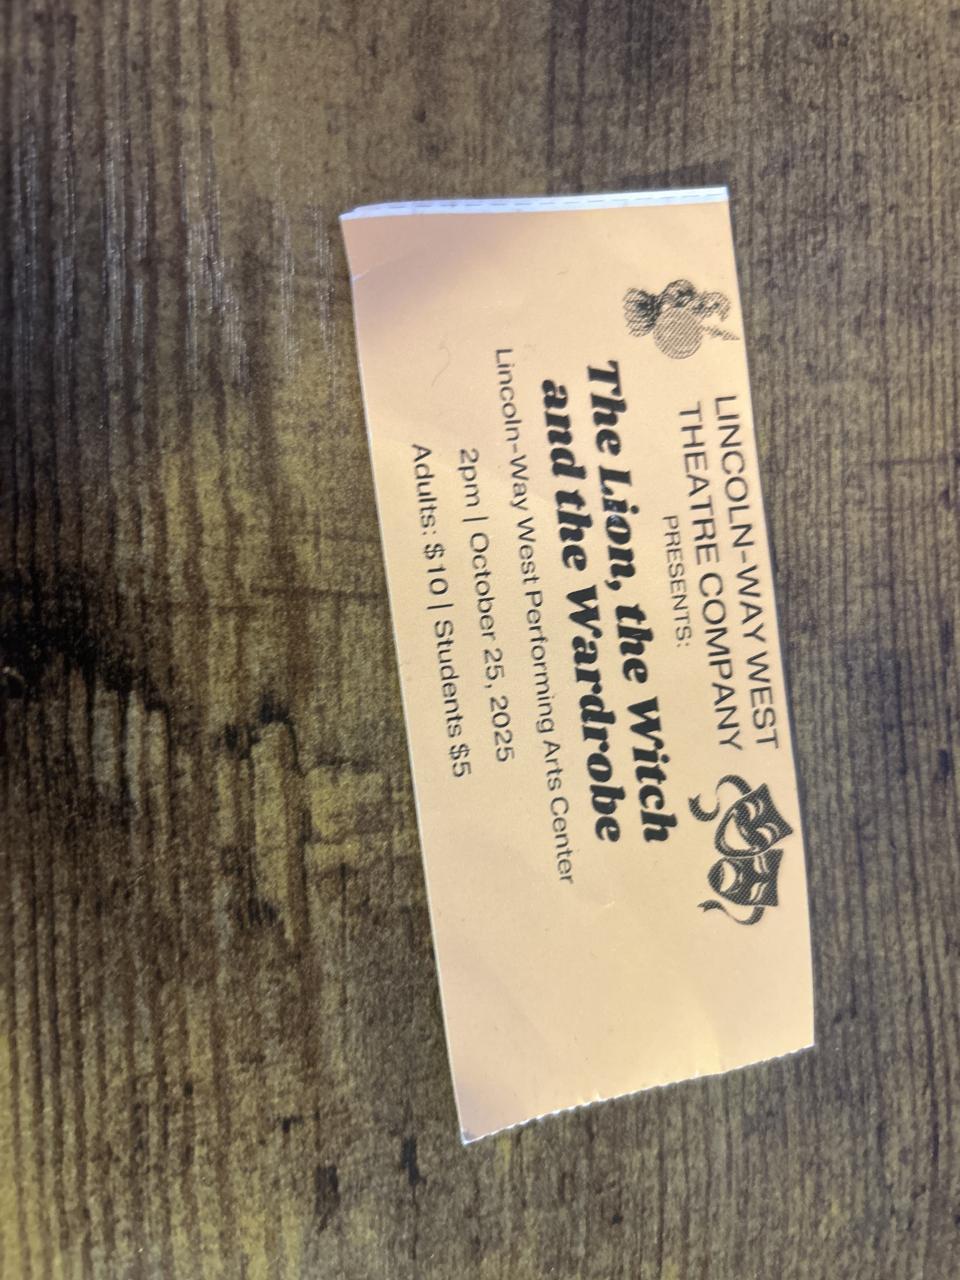 LINCOLN-WAY WEST
THEATRE COMPANY
PRESENTS:
The Lion, the Witch
and the Wardrobe
Lincoln-Way West Performing Arts Center
2pm | October 25, 2025
Adults: $10 | Students $5